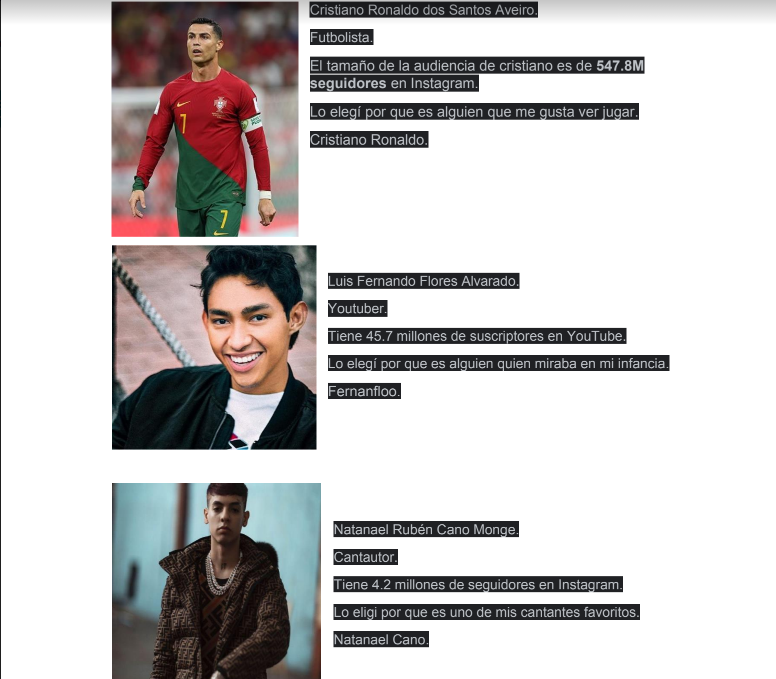 Cristiano Ronaldo dos Santos Aveiro.
Futbolista.
El tamaño de la audiencia de cristiano es de 547.8M
seguidores en Instagram.
Lo elegí por que es alguien que me gusta ver jugar.
Cristiano Ronaldo.
7
7
Luis Fernando Flores Alvarado.
Youtuber.
Tiene 45.7 millones de suscriptores en YouTube.
Lo elegí por que es alguien quien miraba en mi infancia.
Fernanfloo.
Natanael Rubén Cano Monge.
Cantautor.
Tiene 4.2 millones de seguidores en Instagram.
Lo eligi por que es uno de mis cantantes favoritos.
Natanael Cano.